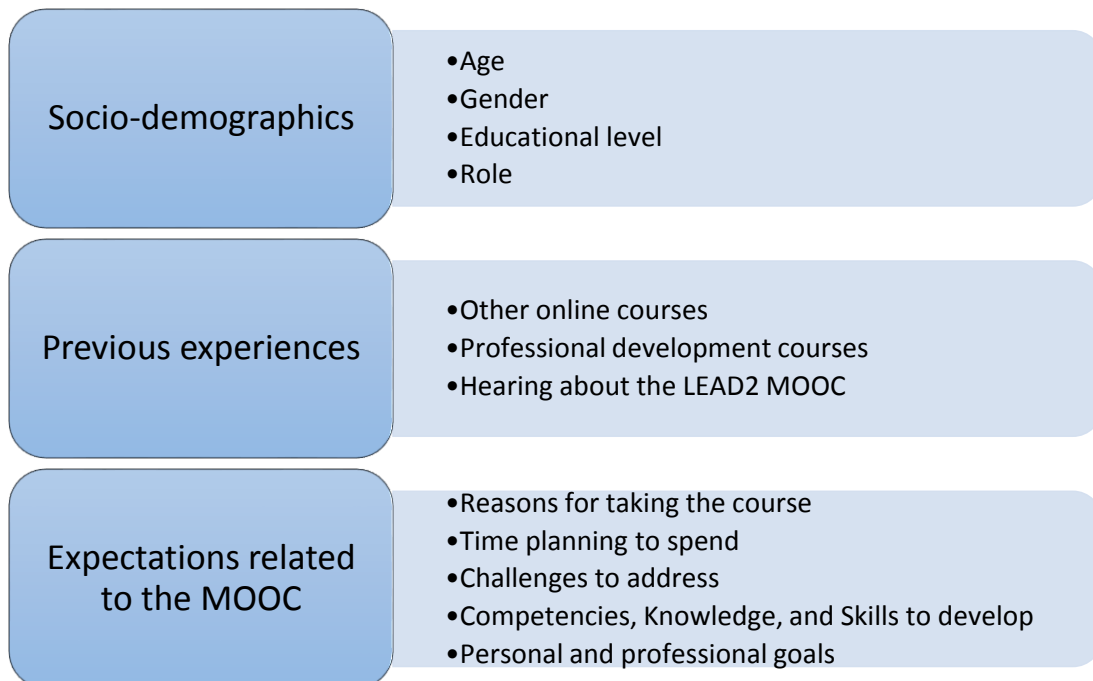 Socio-demographics
•Age
•Gender
•Educational level
•Role
Previous experiences
•Other online courses
•Professional development courses
•Hearing about the LEAD2 MOOC
Expectations related
to the MOOC
•Reasons for taking the course
•Time planning to spend
•Challenges to address
•Competencies, Knowledge, and Skills to develop
•Personal and professional goals